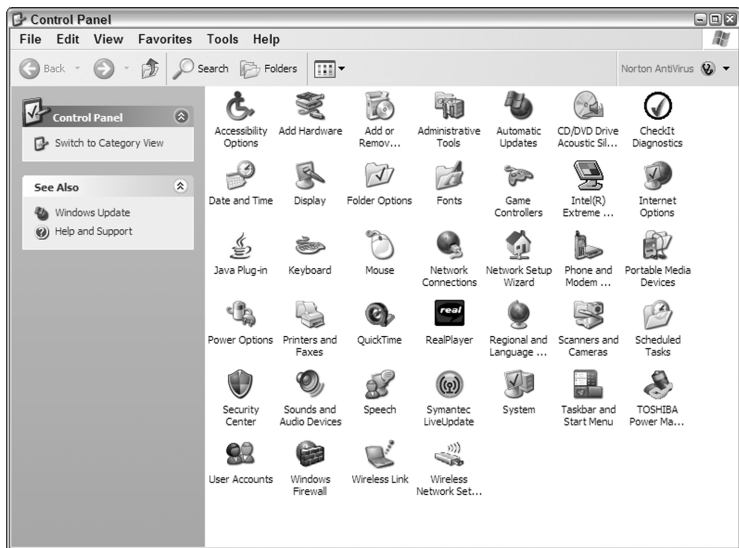 Control Panel
File Edit View Favorites Tools Help
Back Search Folders Norton AntiVirus
Control Panel
Switch to Category View
See Also
Windows Update
Help and Support
Accessibility Options
Add Hardware
Add or Remov...
Administrative Tools
Automatic Updates
CD/DVD Drive Acoustic Sil...
CheckIt Diagnostics
Date and Time
Display
Folder Options
Fonts
Game Controllers
Intel(R) Extreme ...
Internet Options
Java Plug-in
Keyboard
Mouse
Network Connections
Network Setup Wizard
Phone and Modem ...
Portable Media Devices
Power Options
Printers and Faxes
QuickTime
real
RealPlayer
Regional and Language ...
Scanners and Cameras
Scheduled Tasks
Security Center
Sounds and Audio Devices
Speech
Symantec LiveUpdate
System
Taskbar and Start Menu
TOSHIBA Power Ma...
User Accounts
Windows Firewall
Wireless Link
Wireless Network Set...